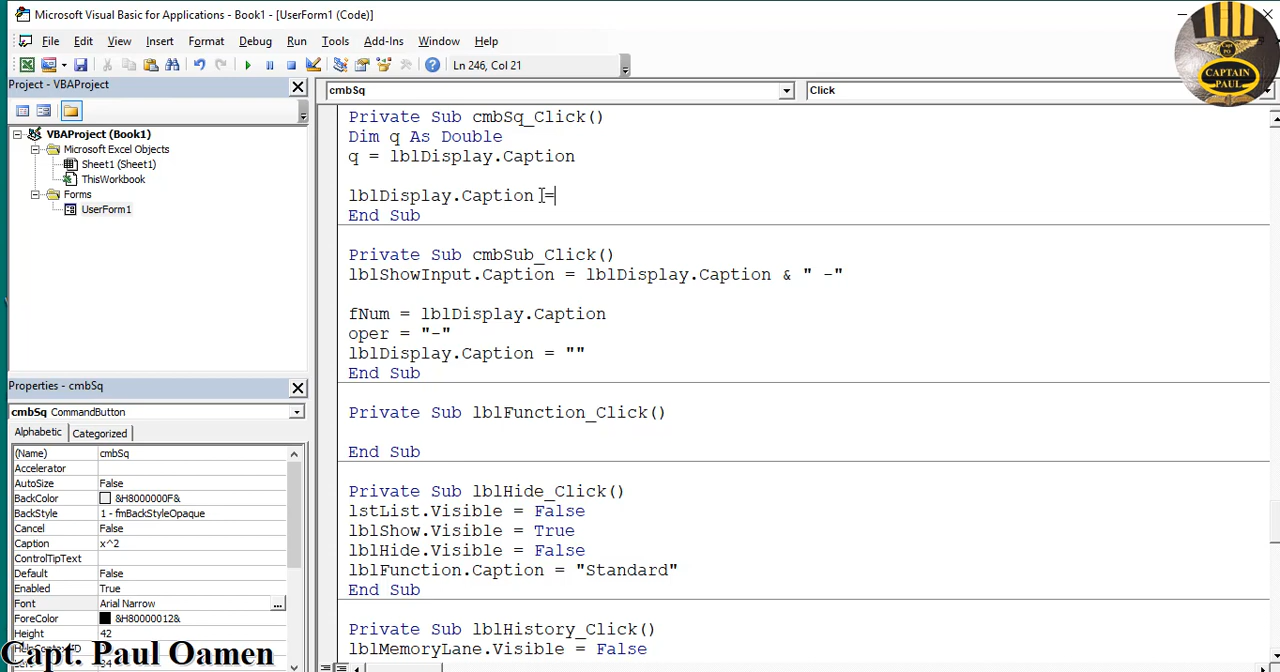 Microsoft Visual Basic for Applications - Book1 - [UserForm1 (Code)]
File Edit View Insert Format Debug Run Tools Add-Ins Window Help
Ln 246, Col 21
CAPTAIN
PAUL
Project - VBAProject
VBAProject (Book1)
Microsoft Excel Objects
Sheet1 (Sheet1)
ThisWorkbook
Forms
UserForm1
Properties - cmbSq
cmbSq CommandButton
Alphabetic Categorized
(Name) cmbSq
Accelerator
AutoSize False
BackColor &H8000000F&
BackStyle 1 - fmBackStyleOpaque
Cancel False
Caption x^2
ControlTipText
Default False
Enabled True
Font Arial Narrow ...
ForeColor &H80000012&
Height 42
Capt. Paul Oamen
cmbSq Click
Private Sub cmbSq_Click()
Dim q As Double
q = lblDisplay.Caption
lblDisplay.Caption =
End Sub
Private Sub cmbSub_Click()
lblShowInput.Caption = lblDisplay.Caption & " -"
fNum = lblDisplay.Caption
oper = "-"
lblDisplay.Caption = ""
End Sub
Private Sub lblFunction_Click()
End Sub
Private Sub lblHide_Click()
lstList.Visible = False
lblShow.Visible = True
lblHide.Visible = False
lblFunction.Caption = "Standard"
End Sub
Private Sub lblHistory_Click()
lblMemoryLane.Visible = False